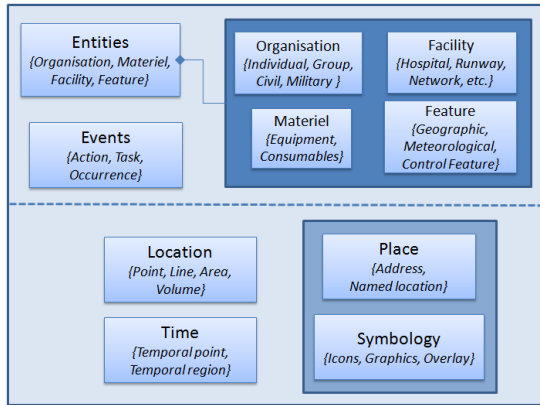 Entities
{Organisation, Materiel,
Facility, Feature}
Events
{Action, Task,
Occurrence}
Organisation
{Individual, Group,
Civil, Military }
Facility
{Hospital, Runway,
Network, etc.}
Materiel
{Equipment,
Consumables}
Feature
{Geographic,
Meteorological,
Control Feature}
Location
{Point, Line, Area,
Volume}
Place
{Address,
Named location}
Time
{Temporal point,
Temporal region}
Symbology
{Icons, Graphics, Overlay}